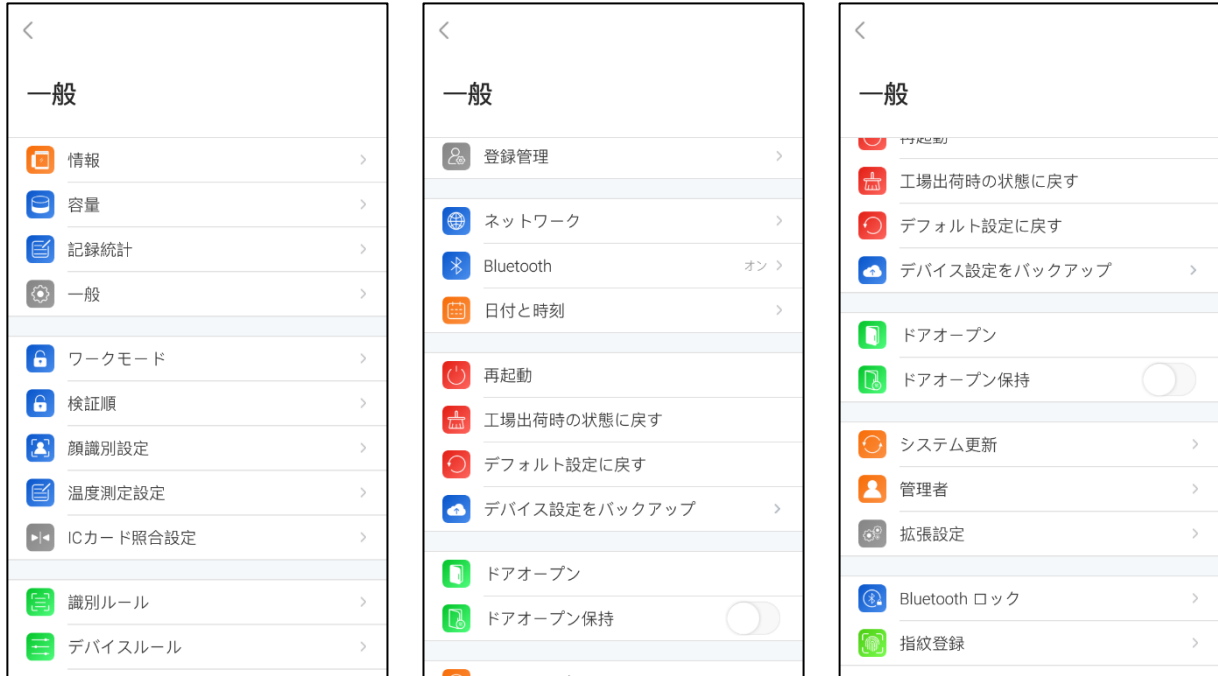 一般
情報
容量
記録統計
一般
ワークモード
検証順
顔識別設定
温度測定設定
ICカード照合設定
識別ルール
デバイスルール
一般
登録管理
ネットワーク
Bluetooth オン
日付と時刻
再起動
工場出荷時の状態に戻す
デフォルト設定に戻す
デバイス設定をバックアップ
ドアオープン
ドアオープン保持
一般
再起動
工場出荷時の状態に戻す
デフォルト設定に戻す
デバイス設定をバックアップ
ドアオープン
ドアオープン保持
システム更新
管理者
拡張設定
Bluetooth ロック
指紋登録